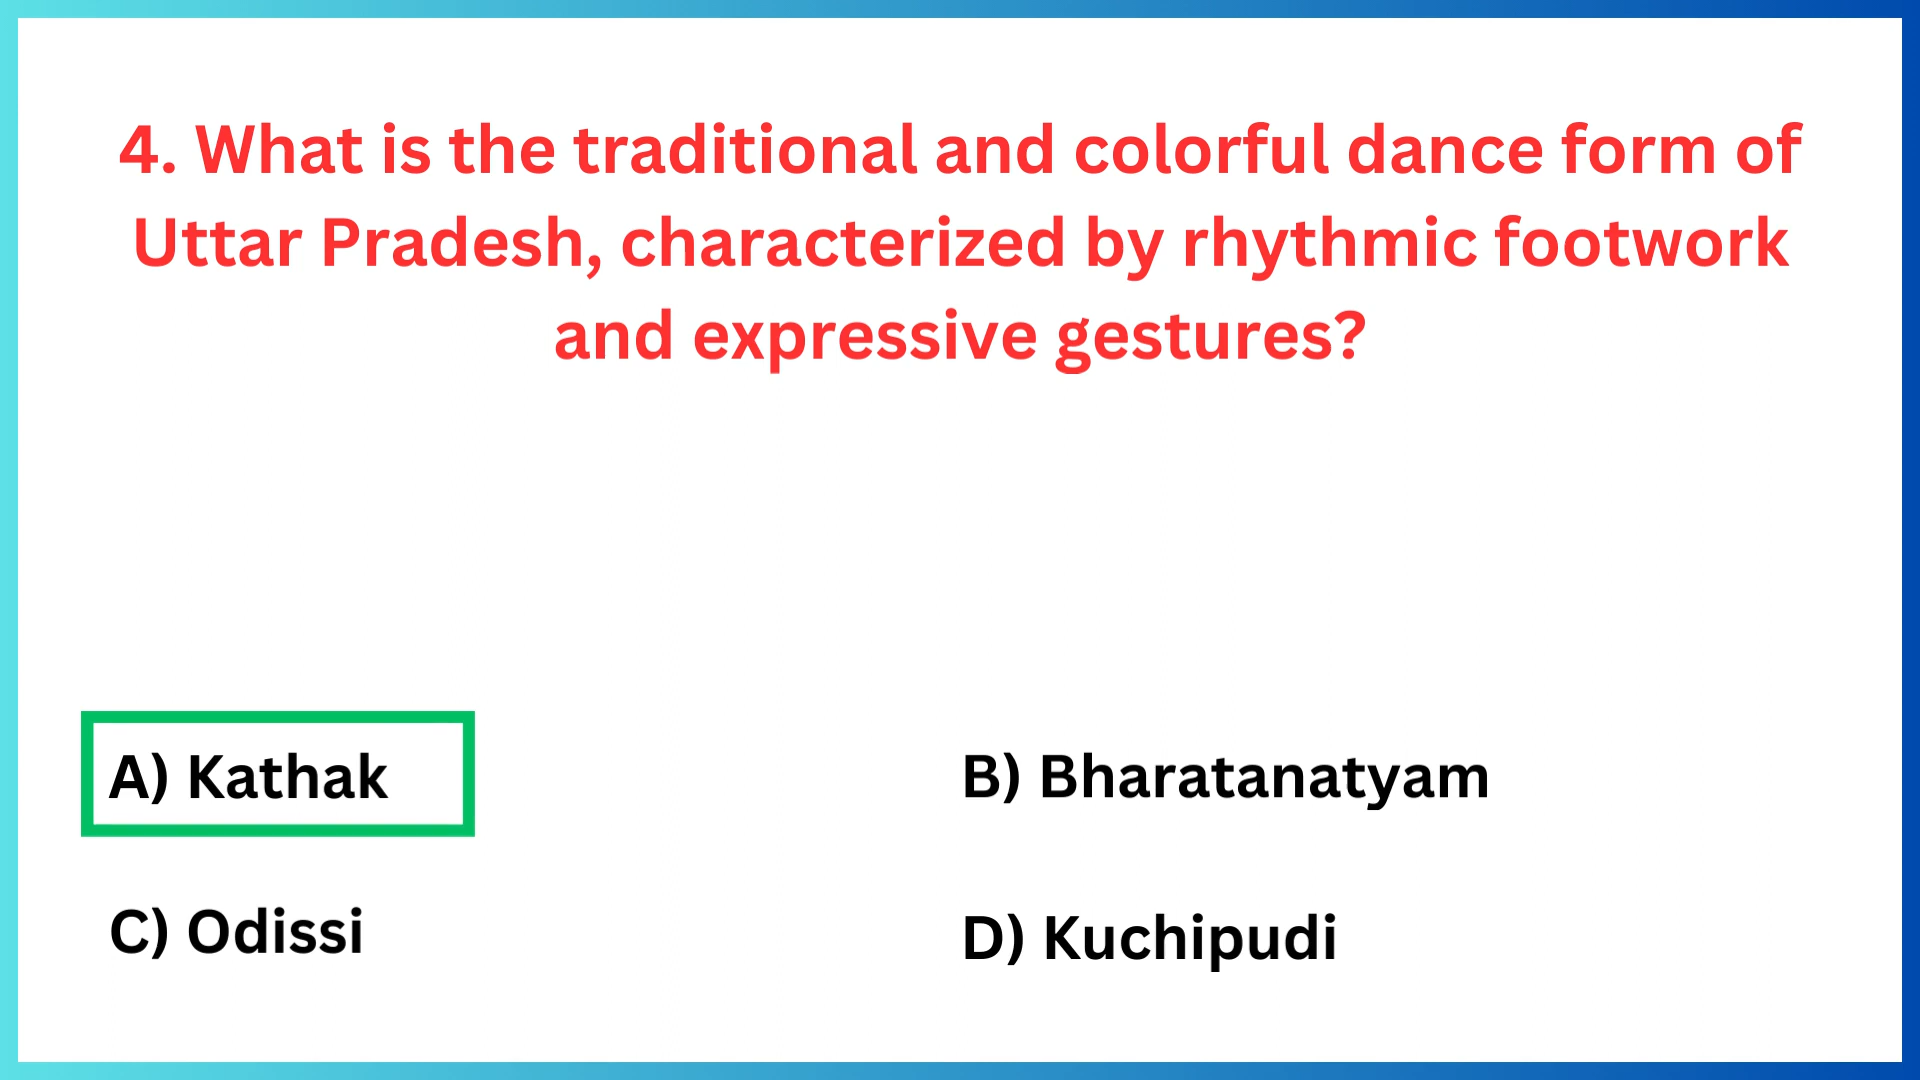 4. What is the traditional and colorful dance form of
Uttar Pradesh, characterized by rhythmic footwork
and expressive gestures?
A) Kathak
B) Bharatanatyam
C) Odissi
D) Kuchipudi